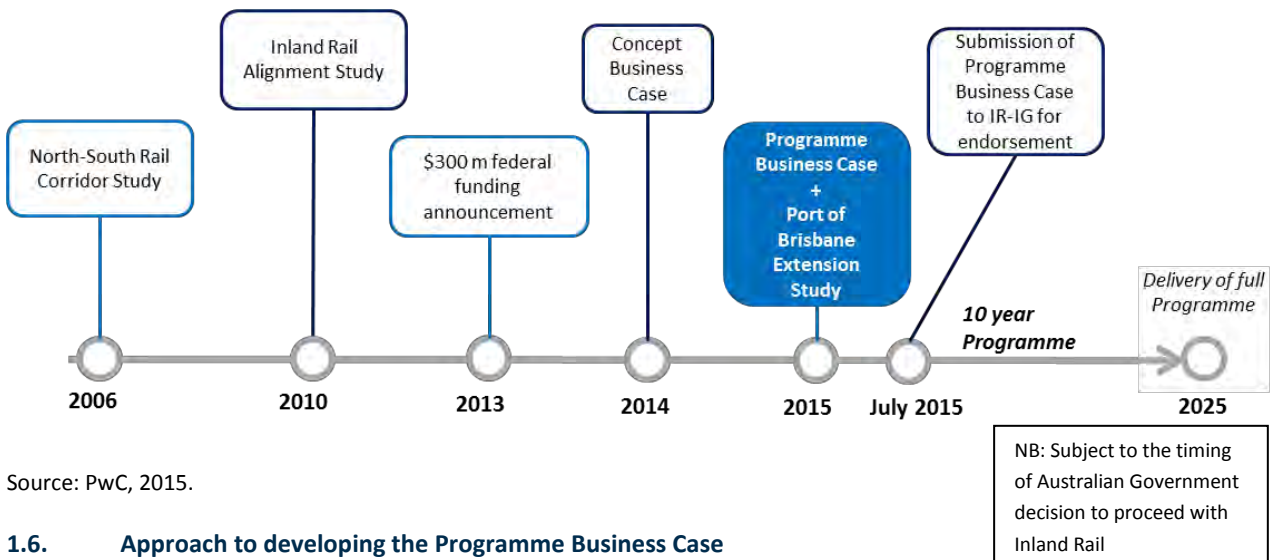 North-South Rail
Corridor Study
Inland Rail
Alignment Study
$300 m federal
funding
announcement
Concept
Business
Case
Programme
Business Case
+
Port of
Brisbane
Extension
Study
Submission of
Programme
Business Case
to IR-IG for
endorsement
10 year
Programme
Delivery of full
Programme
2006
2010
2013
2014
2015
July 2015
2025
NB: Subject to the timing
of Australian Government
decision to proceed with
Inland Rail
Source: PwC, 2015.
1.6. Approach to developing the Programme Business Case